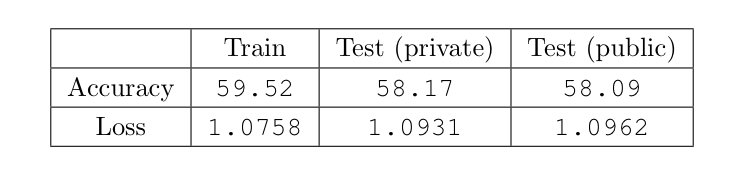 Train Test (private) Test (public)
Accuracy 59.52 58.17 58.09
Loss 1.0758 1.0931 1.0962